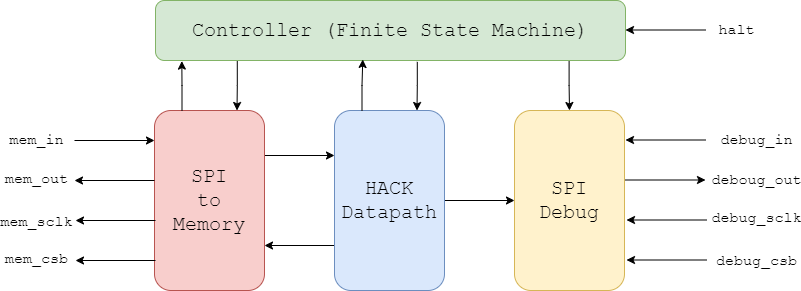 Controller (Finite State Machine)
halt
mem_in
mem_out
mem_sclk
mem_csb
SPI
to
Memory
HACK
Datapath
SPI
Debug
debug_in
deboug_out
debug_sclk
debug_csb